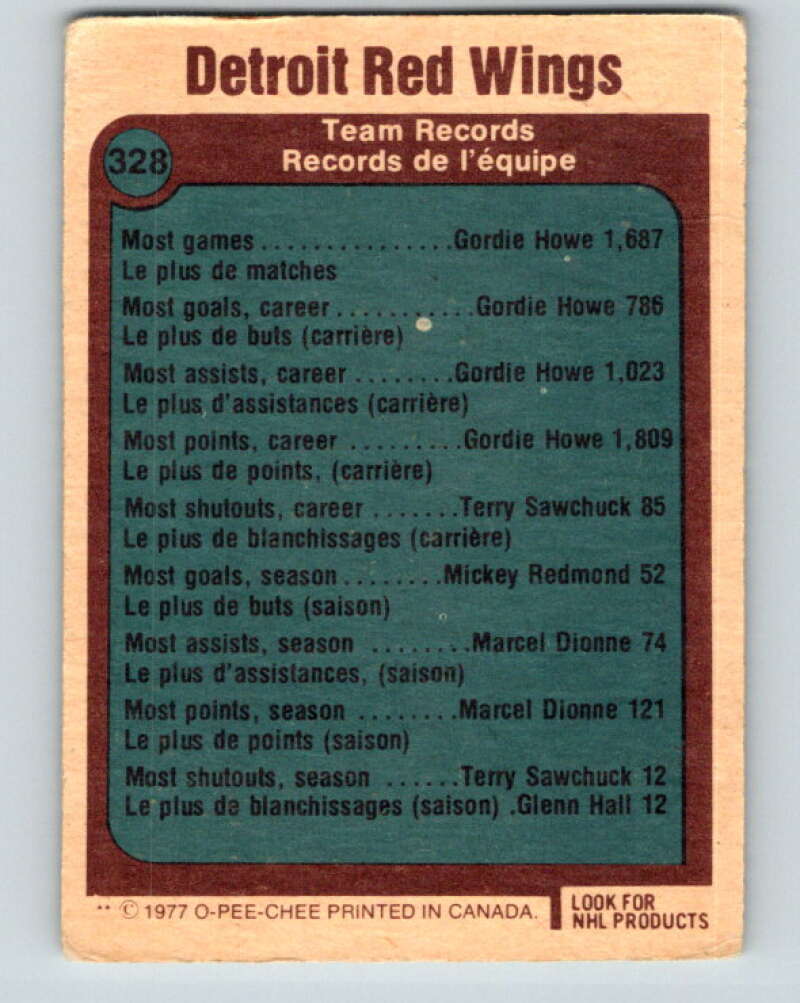 Detroit Red Wings
328
Team Records
Records de l'équipe
Most games ............... Gordie Howe 1,687
Le plus de matches
Most goals, career ........... Gordie Howe 786
Le plus de buts (carrière)
Most assists, career ........ Gordie Howe 1,023
Le plus d'assistances (carrière)
Most points, career ......... Gordie Howe 1,809
Le plus de points, (carrière)
Most shutouts, career ....... Terry Sawchuck 85
Le plus de blanchissages (carrière)
Most goals, season ........ Mickey Redmond 52
Le plus de buts (saison)
Most assists, season ........ Marcel Dionne 74
Le plus d'assistances, (saison)
Most points, season ........ Marcel Dionne 121
Le plus de points (saison)
Most shutouts, season ...... Terry Sawchuck 12
Le plus de blanchissages (saison) . Glenn Hall 12
** © 1977 O-PEE-CHEE PRINTED IN CANADA.
LOOK FOR
NHL PRODUCTS